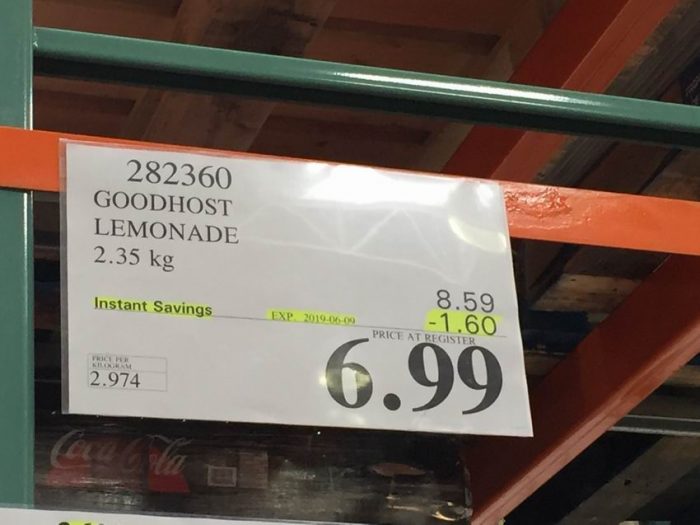 282360
GOODHOST
LEMONADE
2.35 kg
8.59
Instant Savings EXP. 2019-06-09 -1.60
PRICE AT REGISTER
6.99
PRICE PER
KILOGRAM
2.974
Coca-Cola